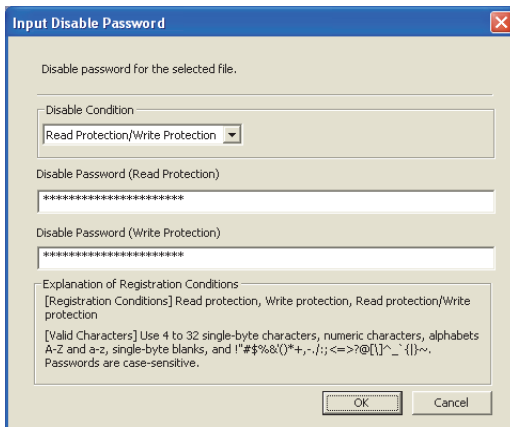 Input Disable Password
Disable password for the selected file.
Disable Condition
Read Protection/Write Protection
Disable Password (Read Protection)
***********************
Disable Password (Write Protection)
***********************
Explanation of Registration Conditions
[Registration Conditions] Read protection, Write protection, Read protection/Write
protection
[Valid Characters] Use 4 to 32 single-byte characters, numeric characters, alphabets
A-Z and a-z, single-byte blanks, and !"#$%&'()*+,-./:;<=>?@[\]^_`{|}~.
Passwords are case-sensitive.
OK
Cancel